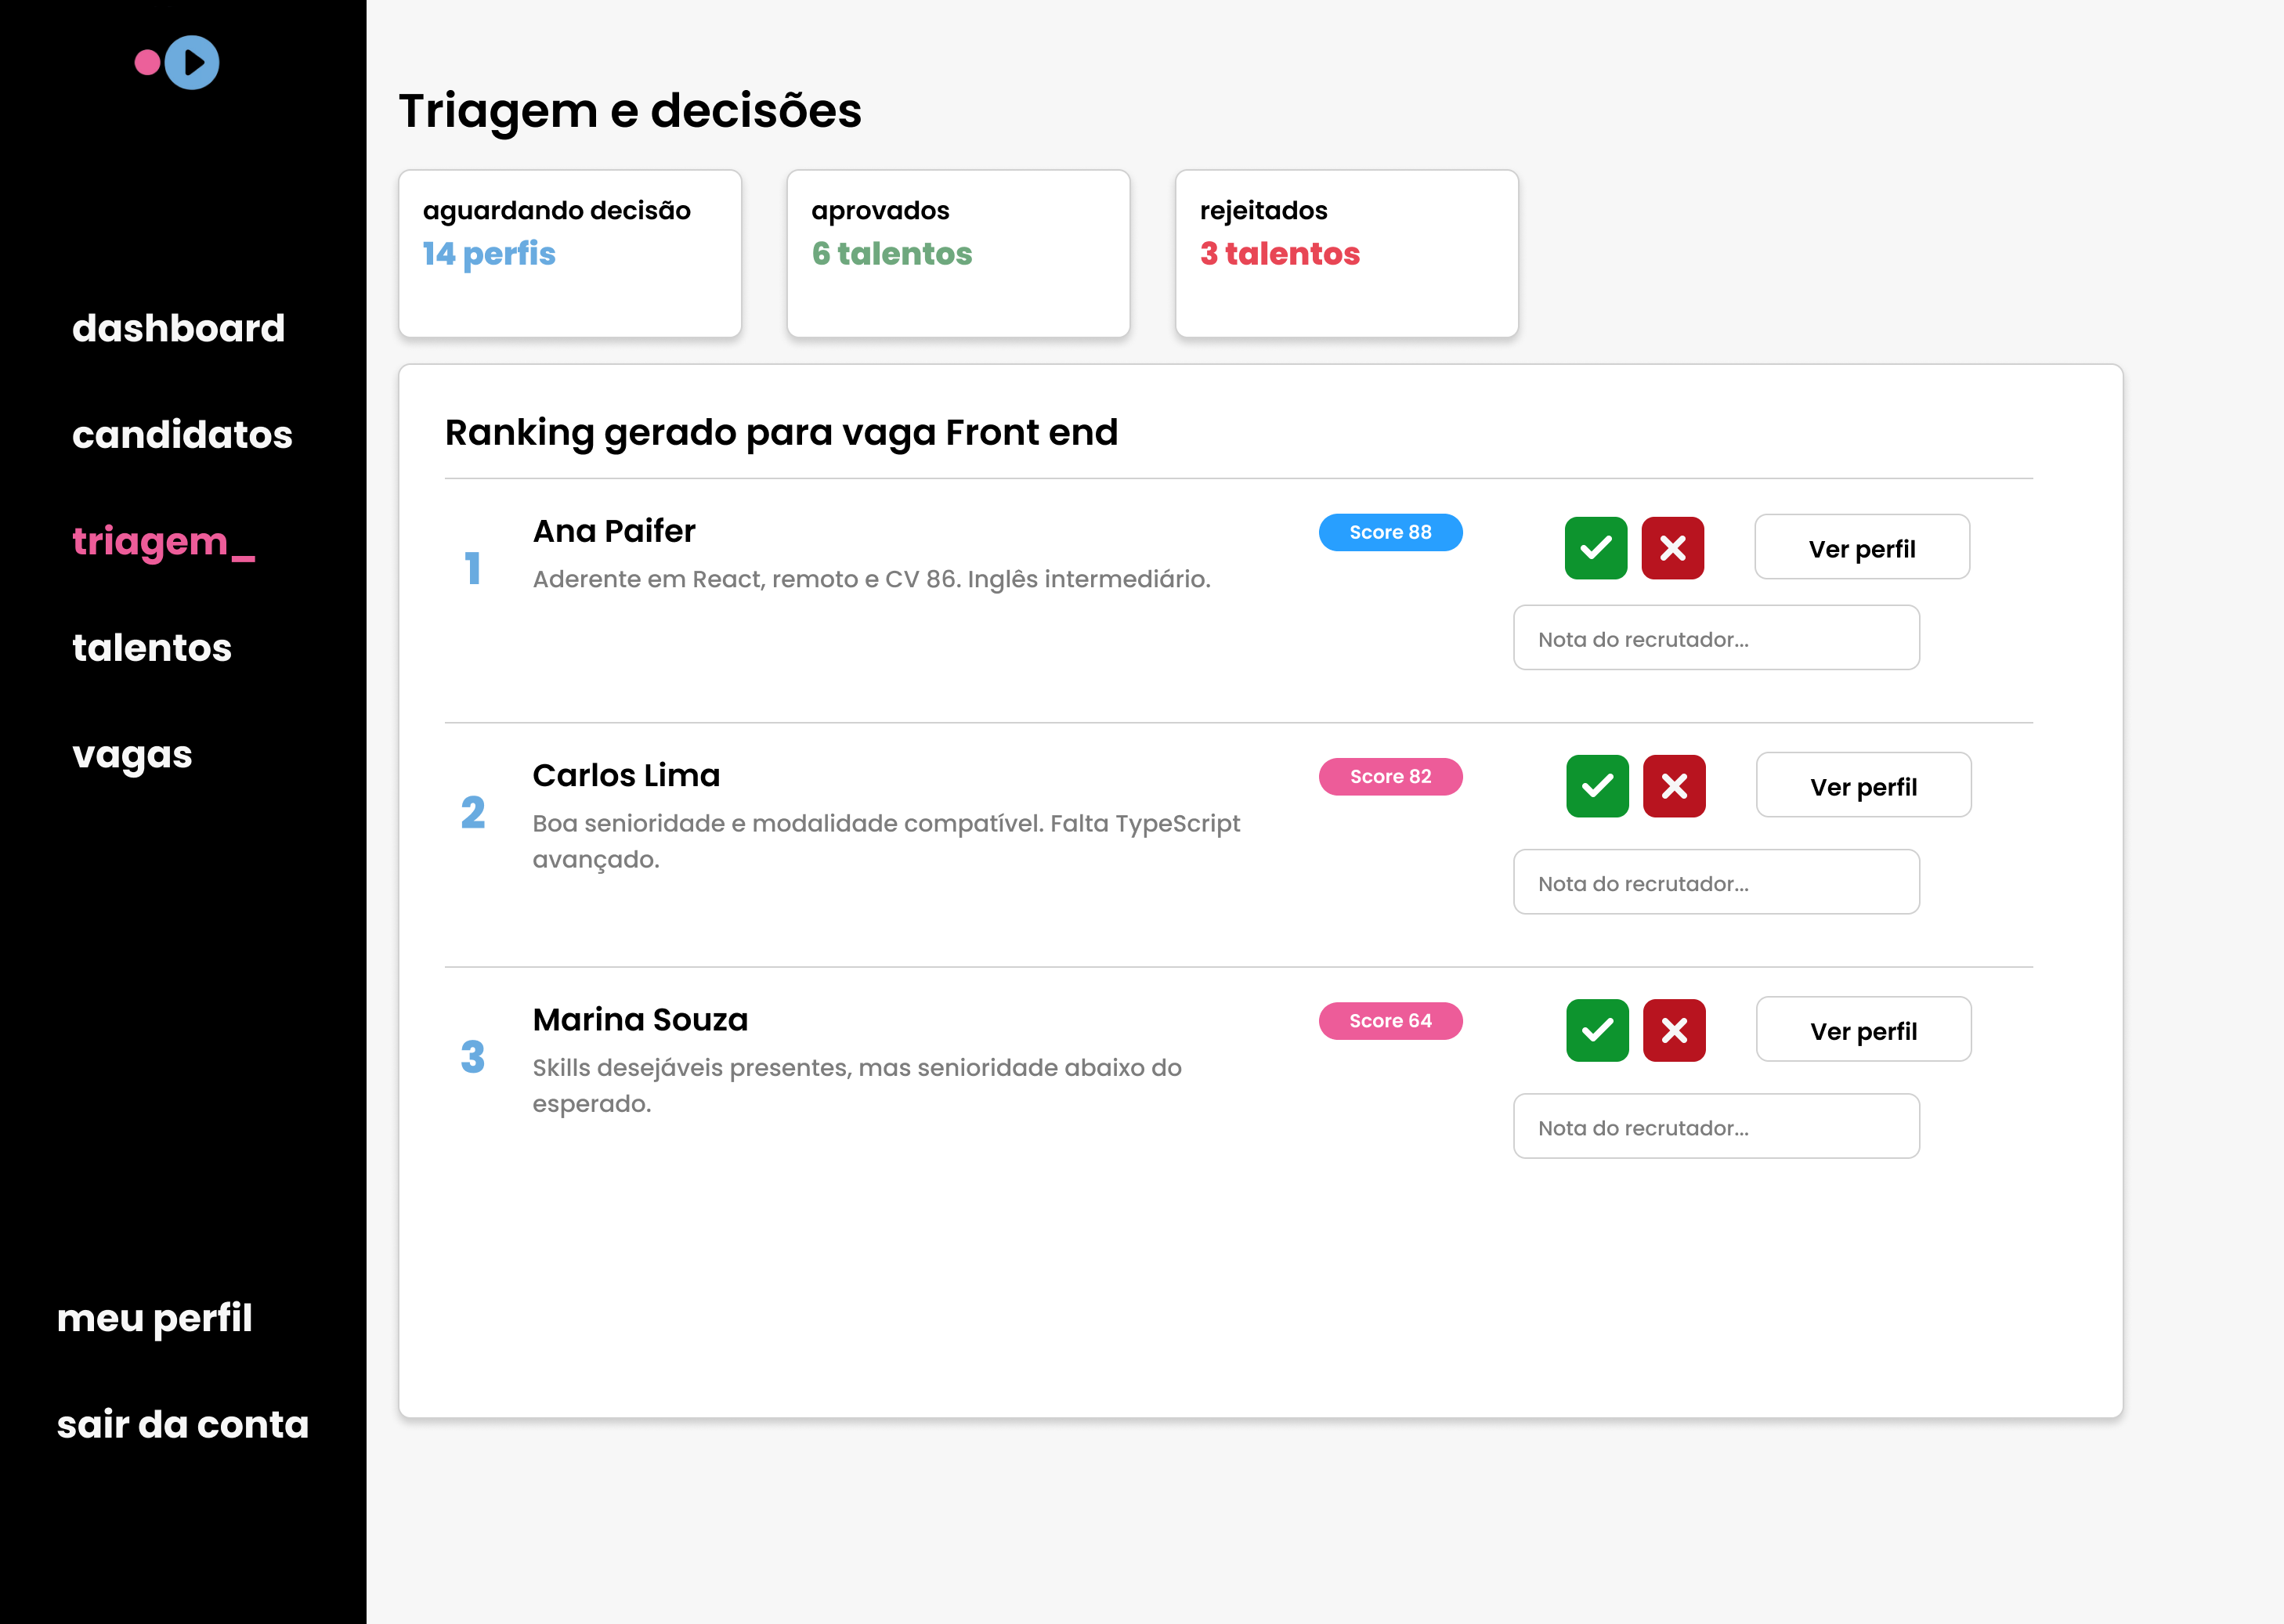 dashboard
candidatos
triagem_
talentos
vagas
meu perfil
sair da conta
Triagem e decisões
aguardando decisão
14 perfis
aprovados
6 talentos
rejeitados
3 talentos
Ranking gerado para vaga Front end
1
Ana Paifer
Aderente em React, remoto e CV 86. Inglês intermediário.
Score 88
Ver perfil
Nota do recrutador...
2
Carlos Lima
Boa senioridade e modalidade compatível. Falta TypeScript
avançado.
Score 82
Ver perfil
Nota do recrutador...
3
Marina Souza
Skills desejáveis presentes, mas senioridade abaixo do
esperado.
Score 64
Ver perfil
Nota do recrutador...